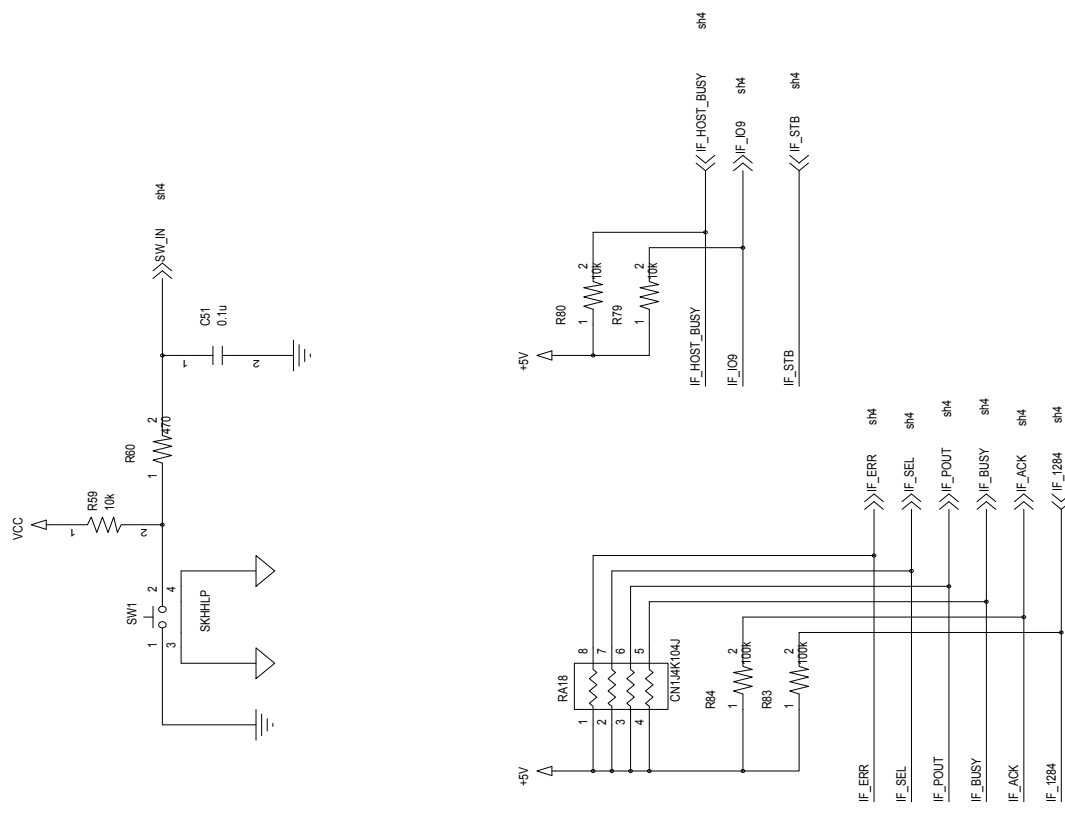 VCC
1
R59
10k
2
SW1
1
2
3
4
SKHHLP
R60
1
2
470
1
C51
0.1u
2
SW_IN sh4
+5V
R80
1
2
10k
R79
1
2
10k
IF_HOST_BUSY IF_HOST_BUSY sh4
IF_IO9 IF_IO9 sh4
IF_STB IF_STB sh4
+5V
RA18
1 8
2 7
3 6
4 5
CN1J4K104J
R84
1
2
100k
R83
1
2
100k
IF_ERR IF_ERR sh4
IF_SEL IF_SEL sh4
IF_POUT IF_POUT sh4
IF_BUSY IF_BUSY sh4
IF_ACK IF_ACK sh4
IF_1284 IF_1284 sh4